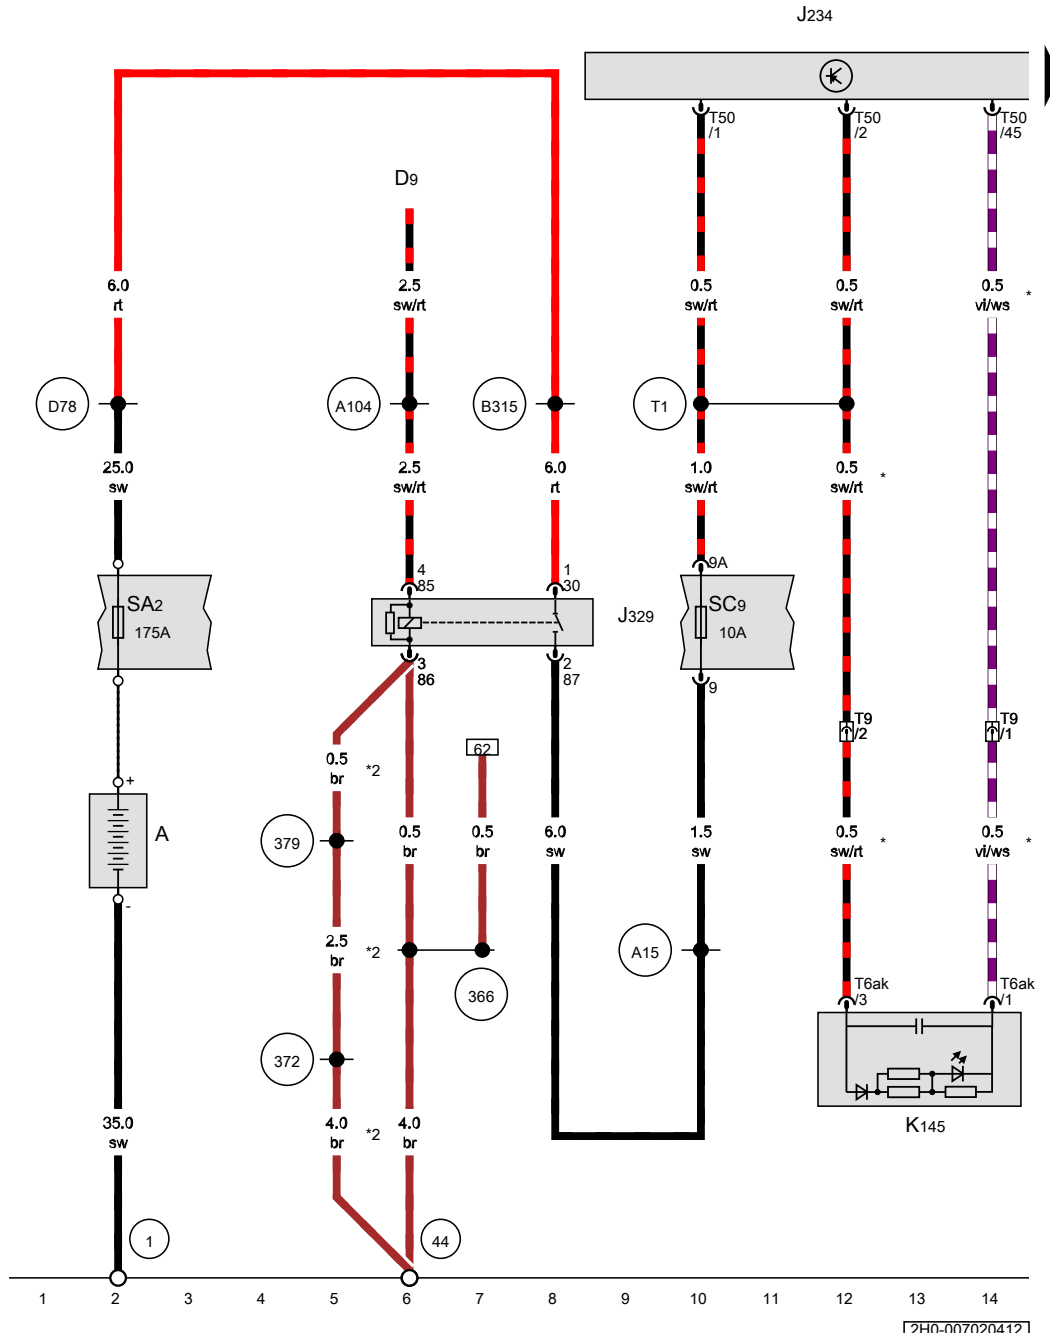 J234
T50
/1
T50
/2
T50
/45
D9
6.0
rt
2.5
sw/rt
0.5
sw/rt
0.5
sw/rt
0.5
vi/ws
*
D78
A104
B315
T1
25.0
sw
2.5
sw/rt
6.0
rt
1.0
sw/rt
0.5
sw/rt
*
4
85
1
30
9A
SA2
175A
J329
SC9
10A
3
86
2
87
9
T9
/2
T9
/1
62
0.5
br
*2
+
A
-
379
0.5
br
0.5
br
6.0
sw
1.5
sw
0.5
sw/rt
*
0.5
vi/ws
*
2.5
br
*2
366
A15
T6ak
/3
T6ak
/1
372
35.0
sw
4.0
br
*2
4.0
br
K145
1
44
1 2 3 4 5 6 7 8 9 10 11 12 13 14
2H0-007020412